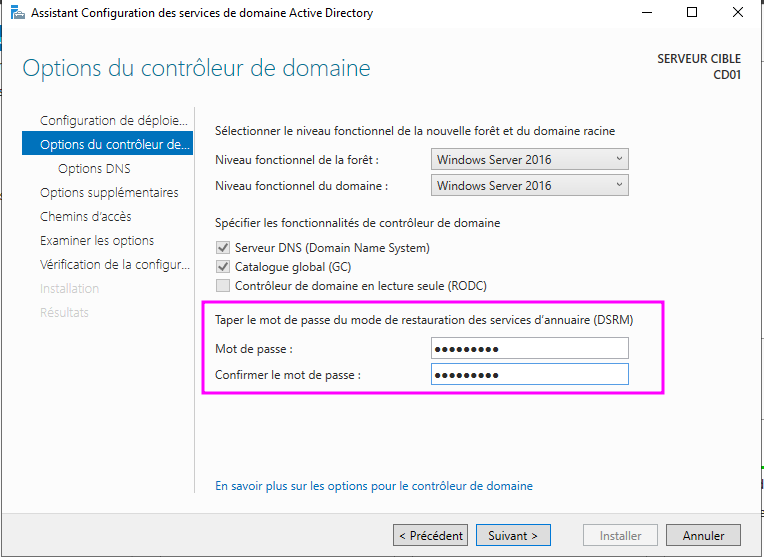 Assistant Configuration des services de domaine Active Directory
Options du contrôleur de domaine
SERVEUR CIBLE
CD01
Configuration de déploie...
Options du contrôleur de...
Options DNS
Options supplémentaires
Chemins d'accès
Examiner les options
Vérification de la configur...
Installation
Résultats
Sélectionner le niveau fonctionnel de la nouvelle forêt et du domaine racine
Niveau fonctionnel de la forêt : Windows Server 2016
Niveau fonctionnel du domaine : Windows Server 2016
Spécifier les fonctionnalités de contrôleur de domaine
Serveur DNS (Domain Name System)
Catalogue global (GC)
Contrôleur de domaine en lecture seule (RODC)
Taper le mot de passe du mode de restauration des services d'annuaire (DSRM)
Mot de passe : ●●●●●●●●●
Confirmer le mot de passe : ●●●●●●●●●
En savoir plus sur les options pour le contrôleur de domaine
< Précédent Suivant > Installer Annuler